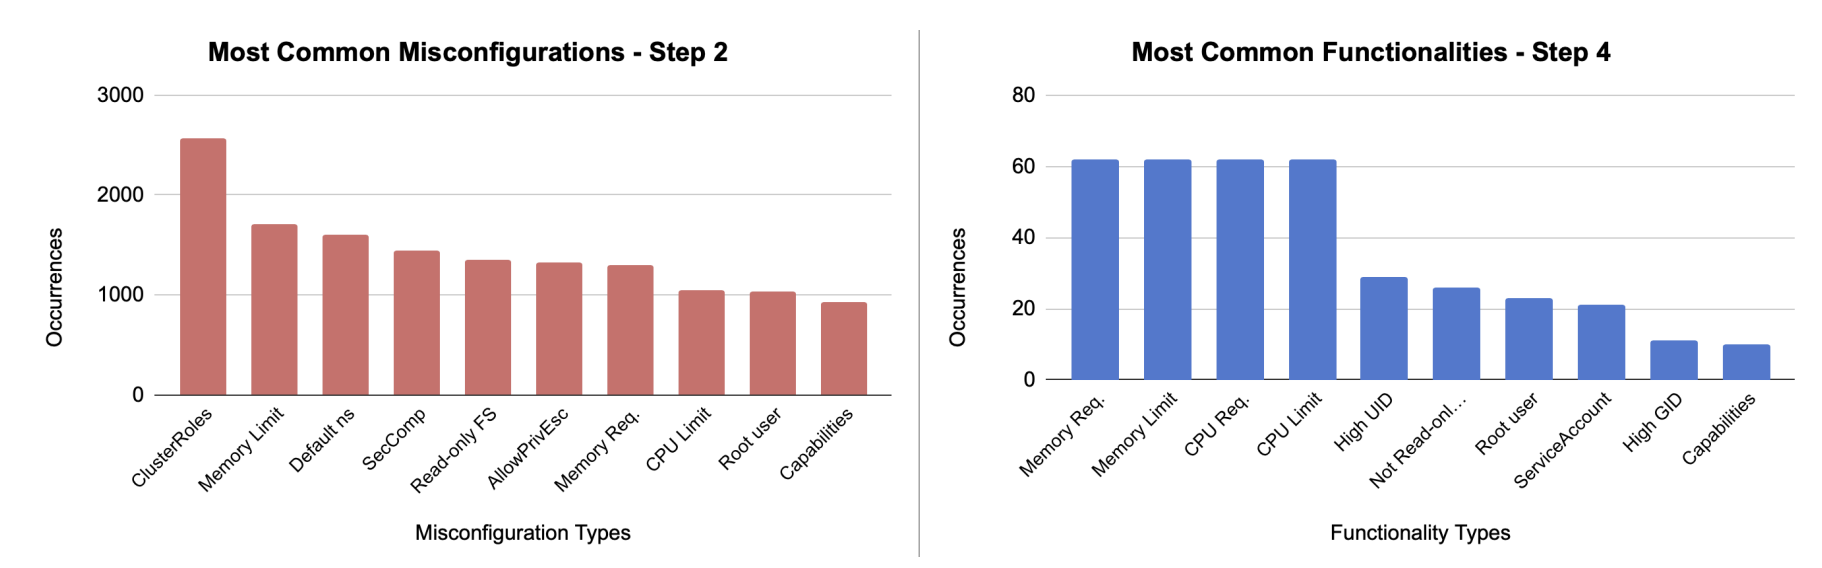 Most Common Misconfigurations - Step 2
3000
2000
1000
0
Occurrences
ClusterRoles
Memory Limit
Default ns
SecComp
Read-only FS
AllowPrivEsc
Memory Req.
CPU Limit
Root user
Capabilities
Misconfiguration Types
Most Common Functionalities - Step 4
80
60
40
20
0
Occurrences
Memory Req.
Memory Limit
CPU Req.
CPU Limit
High UID
Not Read-onl...
Root user
ServiceAccount
High GID
Capabilities
Functionality Types